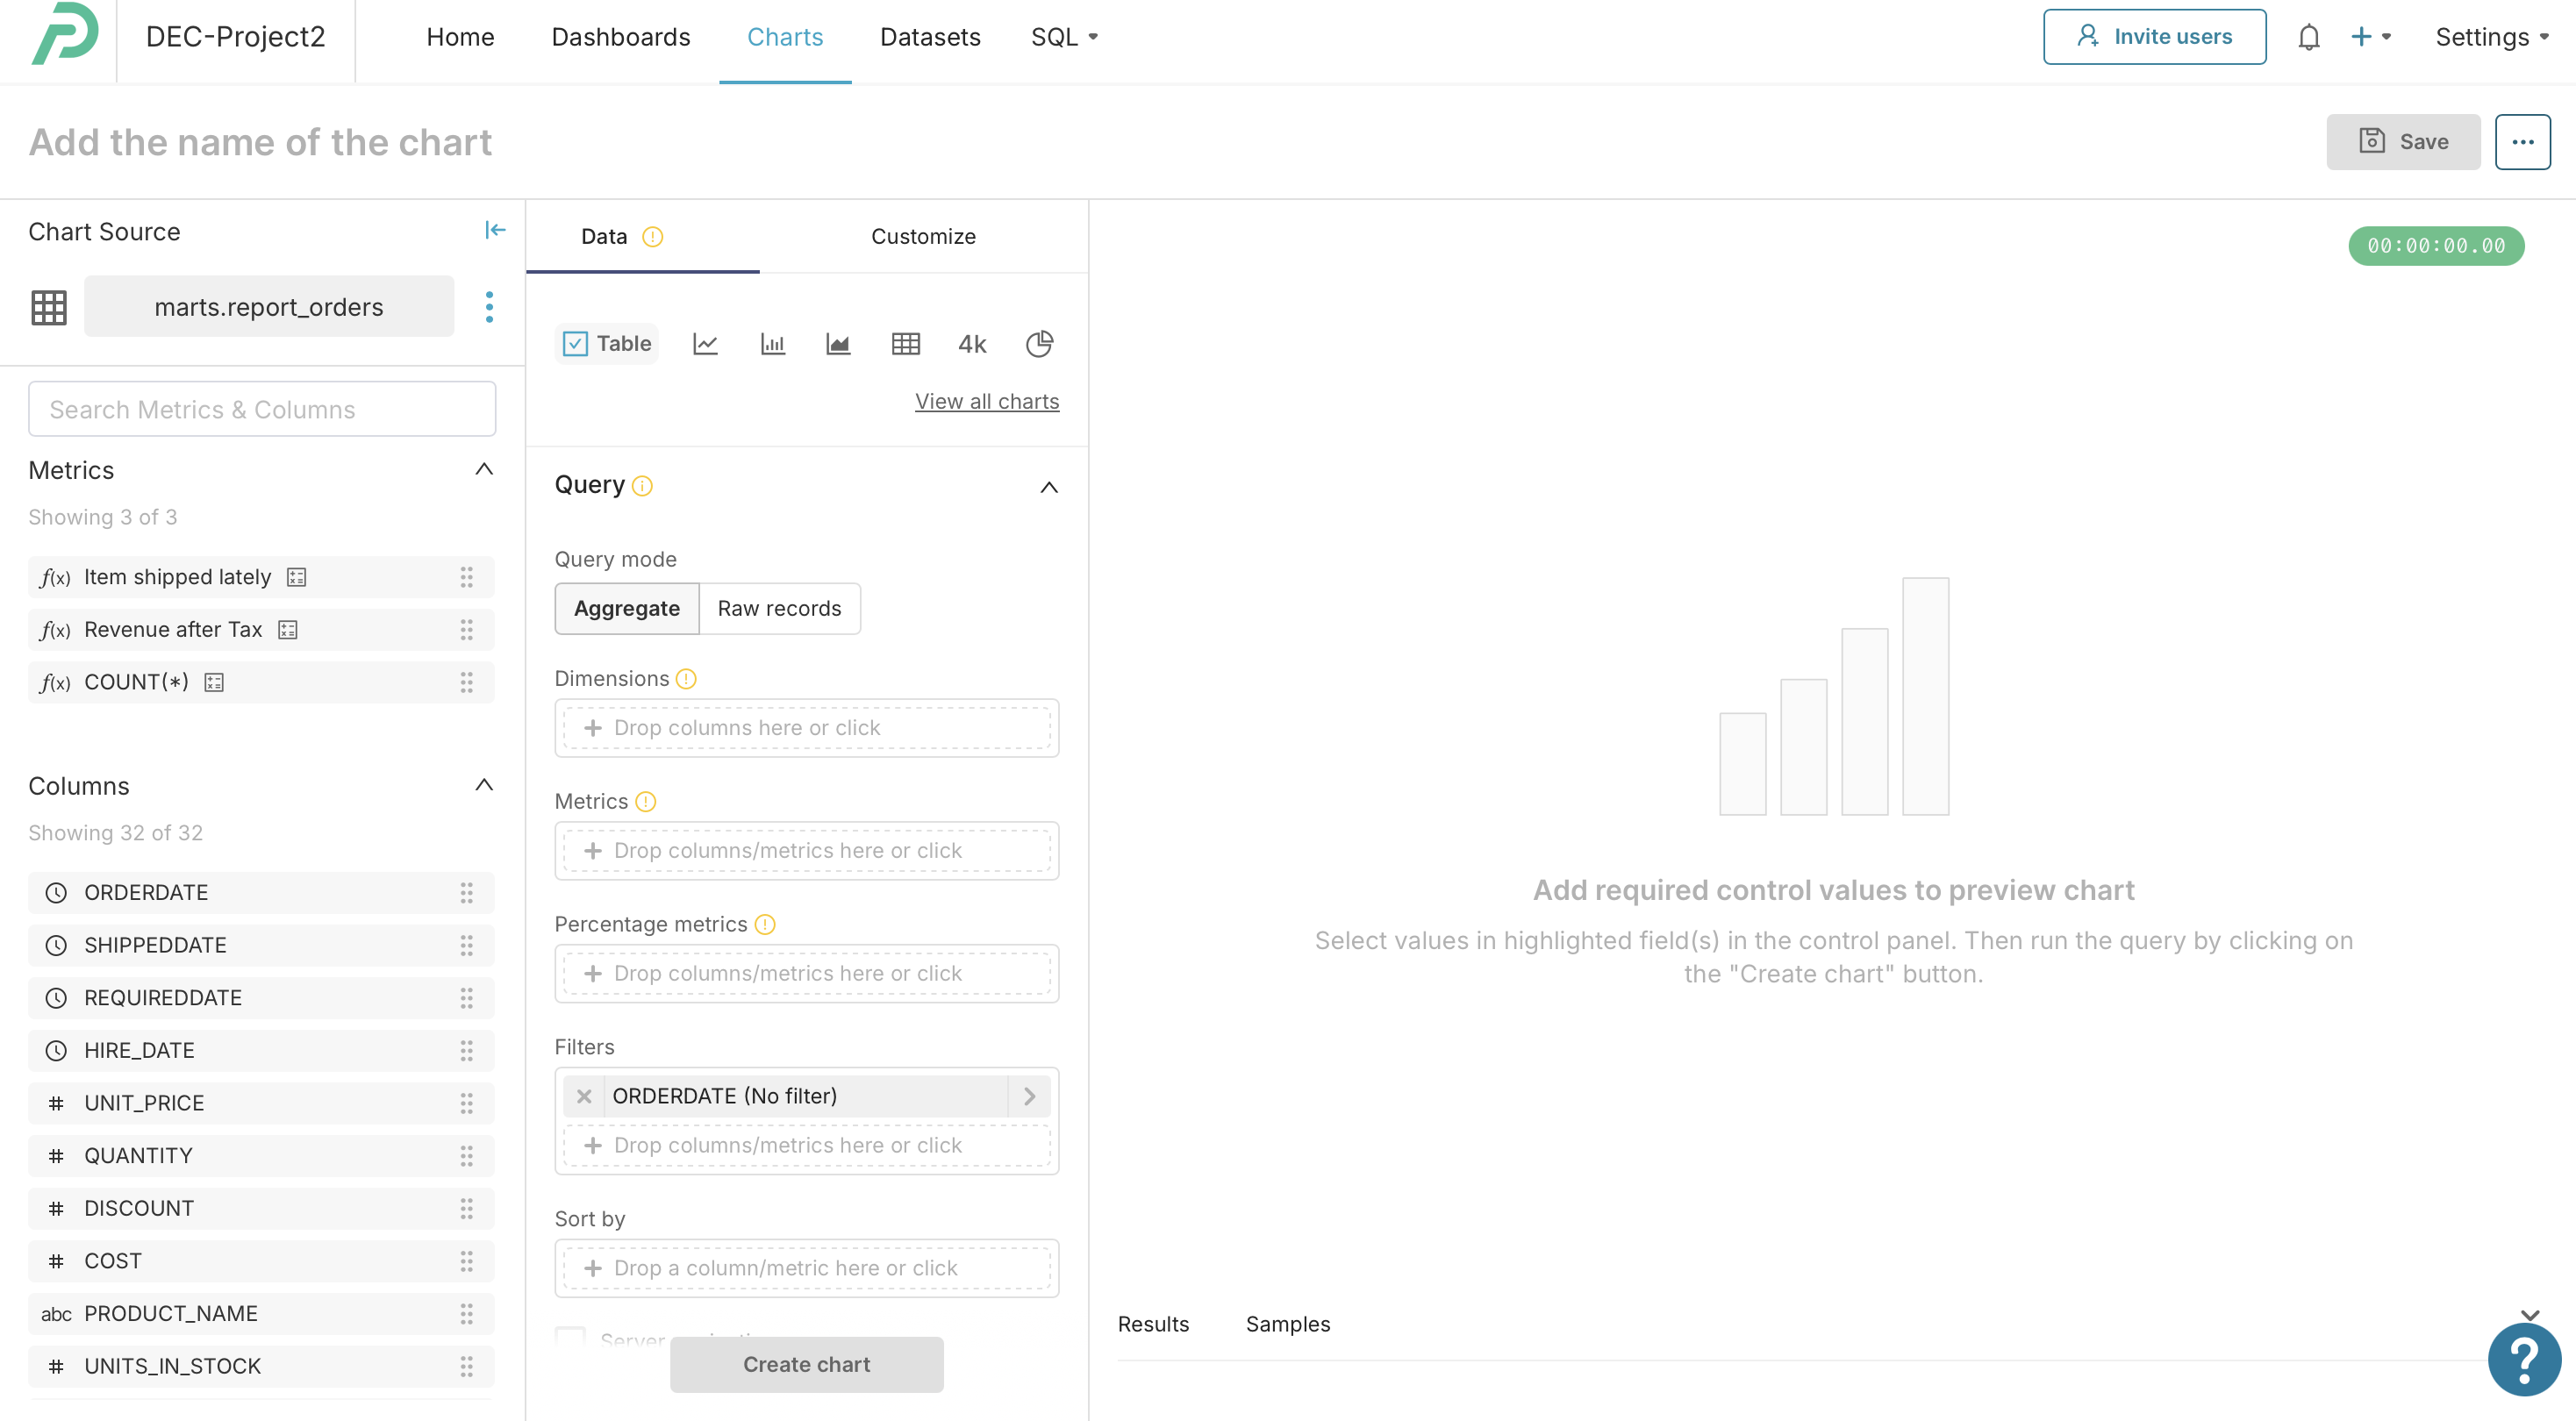 DEC-Project2
Home
Dashboards
Charts
Datasets
SQL
Invite users
Settings
Add the name of the chart
Save
Chart Source
marts.report_orders
Search Metrics & Columns
Metrics
Showing 3 of 3
f(x) Item shipped lately
f(x) Revenue after Tax
f(x) COUNT(*)
Columns
Showing 32 of 32
ORDERDATE
SHIPPEDDATE
REQUIREDDATE
HIRE_DATE
# UNIT_PRICE
# QUANTITY
# DISCOUNT
# COST
abc PRODUCT_NAME
# UNITS_IN_STOCK
Data
Customize
Table
4k
View all charts
Query
Query mode
Aggregate
Raw records
Dimensions
Drop columns here or click
Metrics
Drop columns/metrics here or click
Percentage metrics
Drop columns/metrics here or click
Filters
ORDERDATE (No filter)
Drop columns/metrics here or click
Sort by
Drop a column/metric here or click
Server
Create chart
00:00:00.00
Add required control values to preview chart
Select values in highlighted field(s) in the control panel. Then run the query by clicking on
the "Create chart" button.
Results
Samples